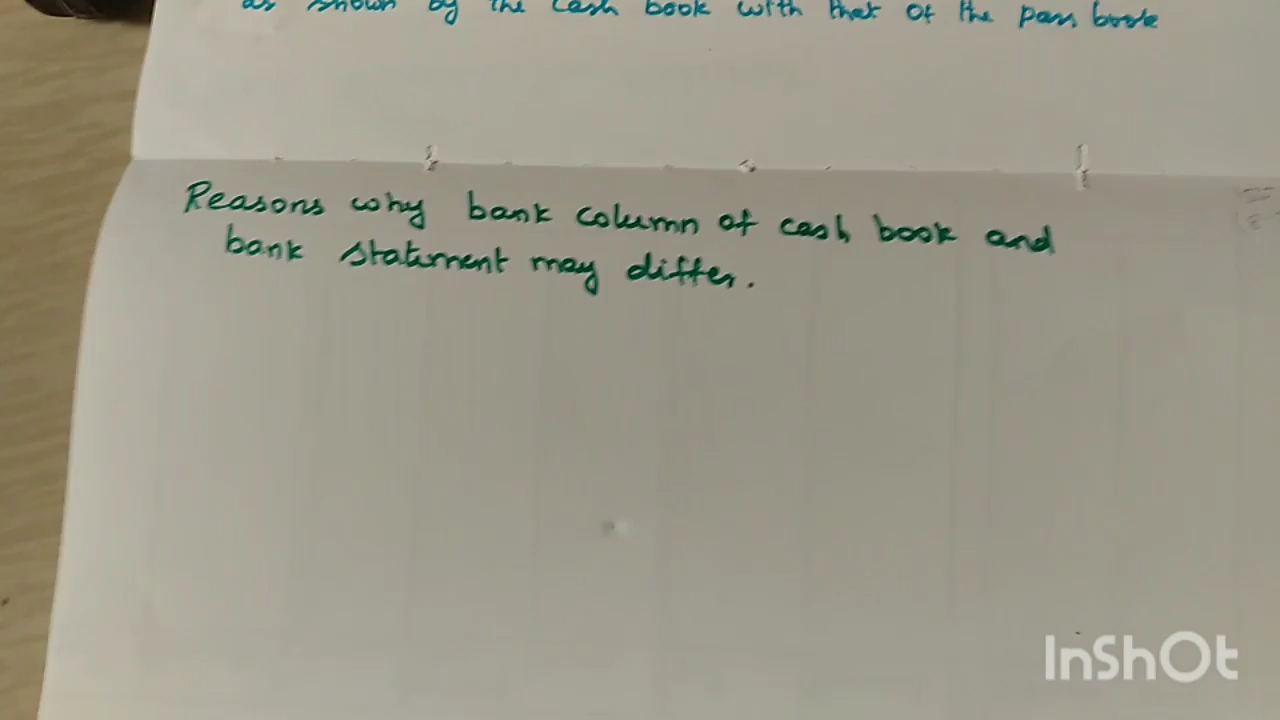 as shown by the cash book with that of the pass book
Reasons why bank column of cash book and
bank statement may differ.
InShOt